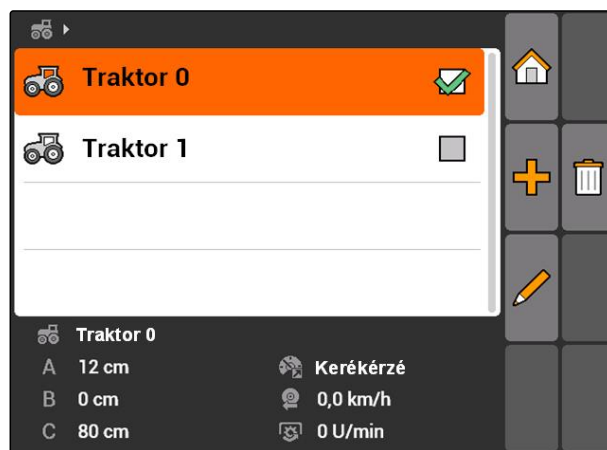 Traktor 0
Traktor 1
Traktor 0
A 12 cm Kerékérzé
B 0 cm 0,0 km/h
C 80 cm 0 U/min